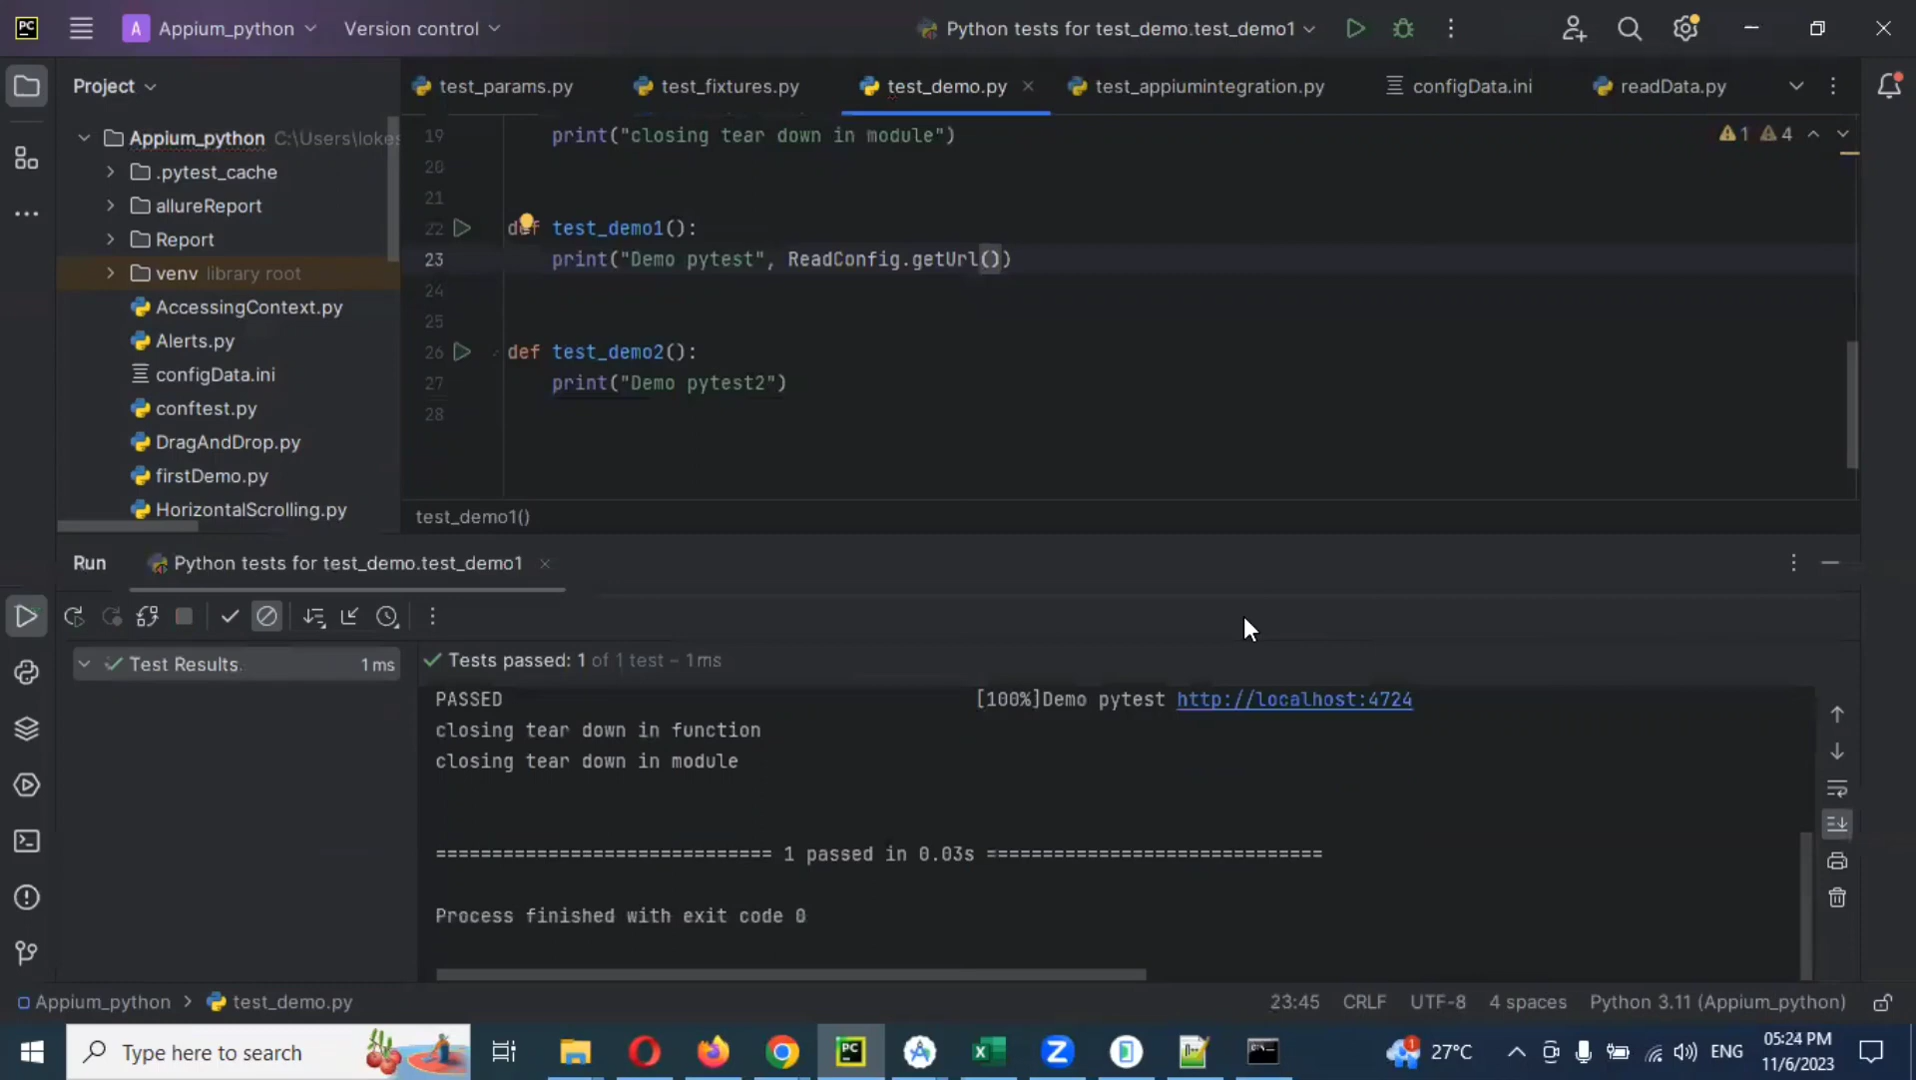 PC
A Appium_python
Version control
Python tests for test_demo.test_demo1
Project
test_params.py
test_fixtures.py
test_demo.py
test_appiumintegration.py
configData.ini
readData.py
Appium_python C:\Users\lokes
.pytest_cache
allureReport
Report
venv library root
AccessingContext.py
Alerts.py
configData.ini
conftest.py
DragAndDrop.py
firstDemo.py
HorizontalScrolling.py
1 4
19 print("closing tear down in module")
20
21
22 def test_demo1():
23 print("Demo pytest", ReadConfig.getUrl())
24
25
26 def test_demo2():
27 print("Demo pytest2")
28
test_demo1()
Run
Python tests for test_demo.test_demo1
Test Results 1 ms
Tests passed: 1 of 1 test – 1 ms
PASSED [100%]Demo pytest http://localhost:4724
closing tear down in function
closing tear down in module
============================== 1 passed in 0.03s ==============================
Process finished with exit code 0
Appium_python > test_demo.py
23:45 CRLF UTF-8 4 spaces Python 3.11 (Appium_python)
Type here to search
1 27°C
ENG
05:24 PM
11/6/2023